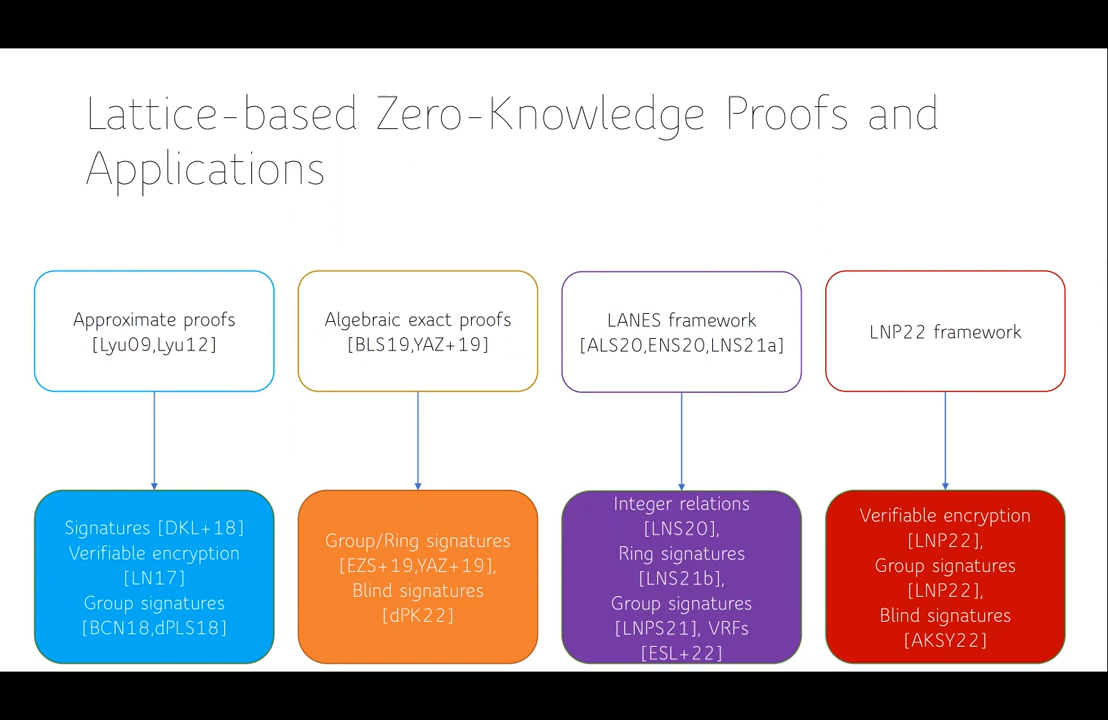 Lattice-based Zero-Knowledge Proofs and
Applications
Approximate proofs
[Lyu09,Lyu12]
Algebraic exact proofs
[BLS19,YAZ+19]
LANES framework
[ALS20,ENS20,LNS21a]
LNP22 framework
Signatures [DKL+18]
Verifiable encryption
[LN17]
Group signatures
[BCN18,dPLS18]
Group/Ring signatures
[EZS+19,YAZ+19],
Blind signatures
[dPK22]
Integer relations
[LNS20],
Ring signatures
[LNS21b],
Group signatures
[LNPS21], VRFs
[ESL+22]
Verifiable encryption
[LNP22],
Group signatures
[LNP22],
Blind signatures
[AKSY22]